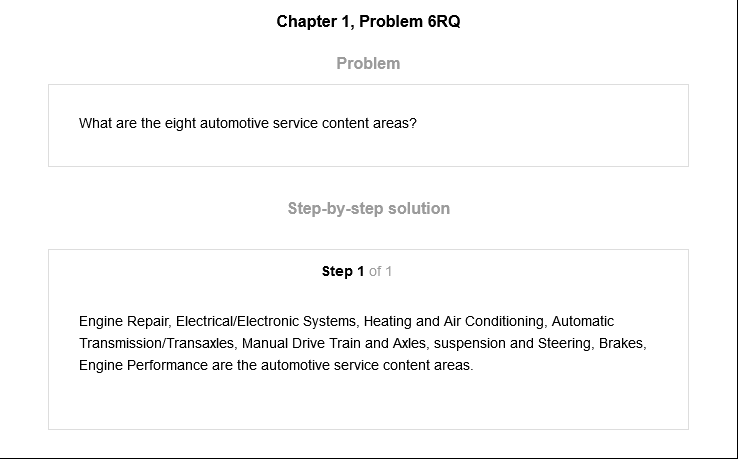 Chapter 1, Problem 6RQ
Problem
What are the eight automotive service content areas?
Step-by-step solution
Step 1 of 1
Engine Repair, Electrical/Electronic Systems, Heating and Air Conditioning, Automatic
Transmission/Transaxles, Manual Drive Train and Axles, suspension and Steering, Brakes,
Engine Performance are the automotive service content areas.